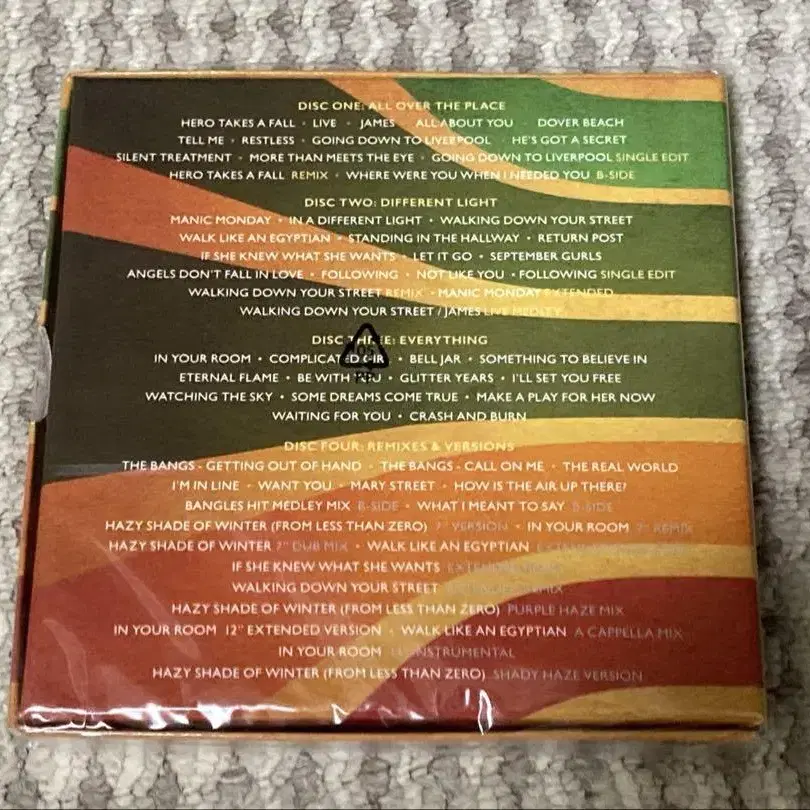 DISC ONE: ALL OVER THE PLACE
HERO TAKES A FALL • LIVE • JAMES • ALL ABOUT YOU • DOVER BEACH
TELL ME • RESTLESS • GOING DOWN TO LIVERPOOL • HE'S GOT A SECRET
SILENT TREATMENT • MORE THAN MEETS THE EYE • GOING DOWN TO LIVERPOOL SINGLE EDIT
HERO TAKES A FALL REMIX • WHERE WERE YOU WHEN I NEEDED YOU B-SIDE
DISC TWO: DIFFERENT LIGHT
MANIC MONDAY • IN A DIFFERENT LIGHT • WALKING DOWN YOUR STREET
WALK LIKE AN EGYPTIAN • STANDING IN THE HALLWAY • RETURN POST
IF SHE KNEW WHAT SHE WANTS • LET IT GO • SEPTEMBER GURLS
ANGELS DON'T FALL IN LOVE • FOLLOWING • NOT LIKE YOU • FOLLOWING SINGLE EDIT
WALKING DOWN YOUR STREET REMIX • MANIC MONDAY EXTENDED
WALKING DOWN YOUR STREET / JAMES LIVE MEDLEY
DISC THREE: EVERYTHING
IN YOUR ROOM • COMPLICATED GIRL • BELL JAR • SOMETHING TO BELIEVE IN
ETERNAL FLAME • BE WITH YOU • GLITTER YEARS • I'LL SET YOU FREE
WATCHING THE SKY • SOME DREAMS COME TRUE • MAKE A PLAY FOR HER NOW
WAITING FOR YOU • CRASH AND BURN
DISC FOUR: REMIXES & VERSIONS
THE BANGS - GETTING OUT OF HAND • THE BANGS - CALL ON ME • THE REAL WORLD
I'M IN LINE • WANT YOU • MARY STREET • HOW IS THE AIR UP THERE?
BANGLES HIT MEDLEY MIX B-SIDE • WHAT I MEANT TO SAY B-SIDE
HAZY SHADE OF WINTER (FROM LESS THAN ZERO) 7" VERSION • IN YOUR ROOM 7" REMIX
HAZY SHADE OF WINTER 7" DUB MIX • WALK LIKE AN EGYPTIAN
IF SHE KNEW WHAT SHE WANTS
WALKING DOWN YOUR STREET
HAZY SHADE OF WINTER (FROM LESS THAN ZERO) PURPLE HAZE MIX
IN YOUR ROOM 12" EXTENDED VERSION • WALK LIKE AN EGYPTIAN A CAPPELLA MIX
IN YOUR ROOM INSTRUMENTAL
HAZY SHADE OF WINTER (FROM LESS THAN ZERO) SHADY HAZE VERSION